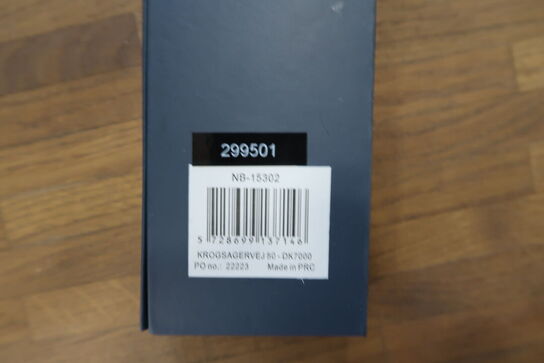 299501
NB-15302
5 728699 137146
KROGSAGERVEJ 50 - DK7000
PO no.: 22223 Made in PRC